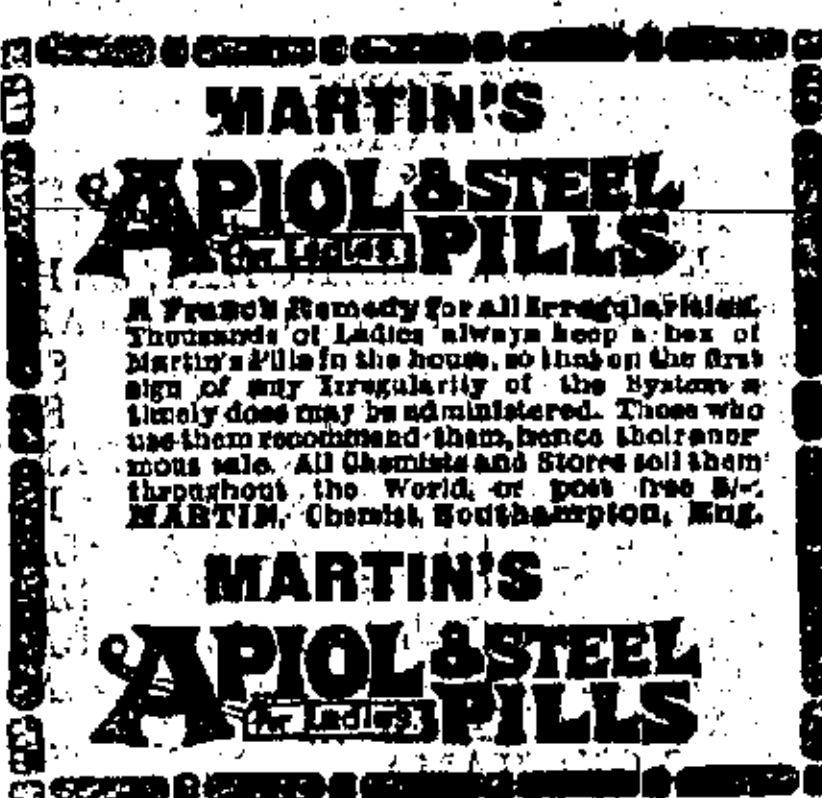 MARTIN'S
APIOL & STEEL
for Ladies. PILLS
A French Remedy for all Irregularities.
Thousands of Ladies always keep a box of
Martin's Pills in the house, so that on the first
sign of any Irregularity of the System a
timely dose may be administered. Those who
use them recommend them, hence their enor
mous sale. All Chemists and Stores sell them
throughout the World, or post free 5/-.
MARTIN, Chemist, Southampton, Eng.
MARTIN'S
APIOL & STEEL
for Ladies. PILLS